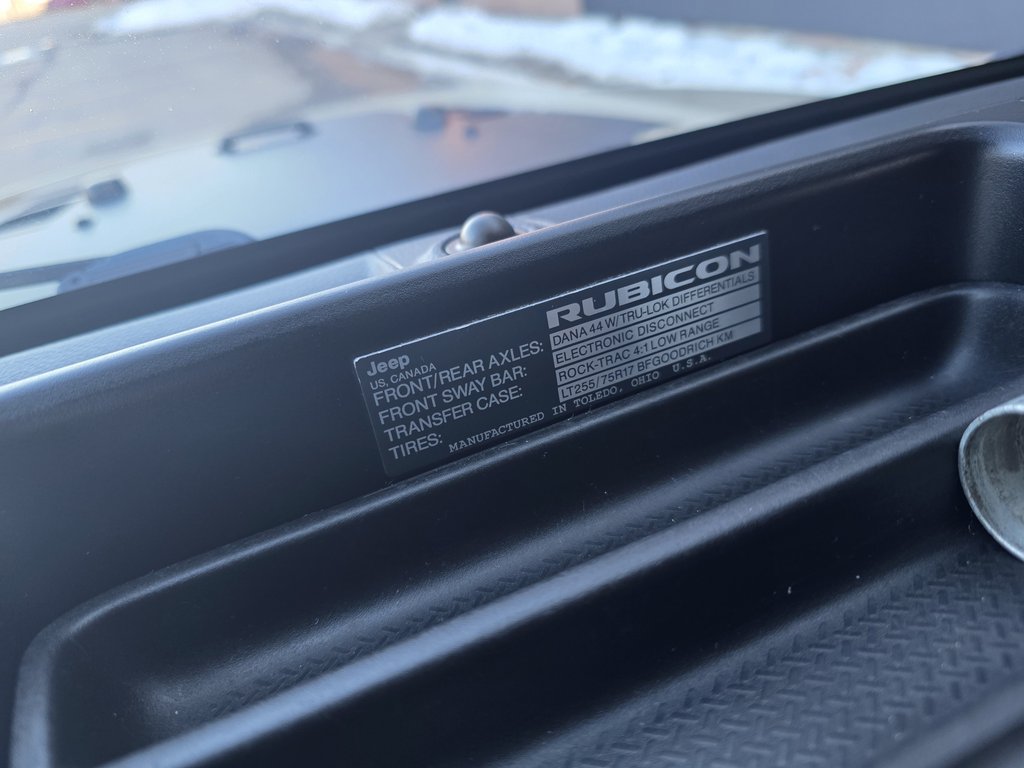 Jeep
US, CANADA
RUBICON
FRONT/REAR AXLES: DANA 44 W/TRU-LOK DIFFERENTIALS
FRONT SWAY BAR: ELECTRONIC DISCONNECT
TRANSFER CASE: ROCK-TRAC 4:1 LOW RANGE
TIRES: LT255/75R17 BFGOODRICH KM
MANUFACTURED IN TOLEDO, OHIO U.S.A.